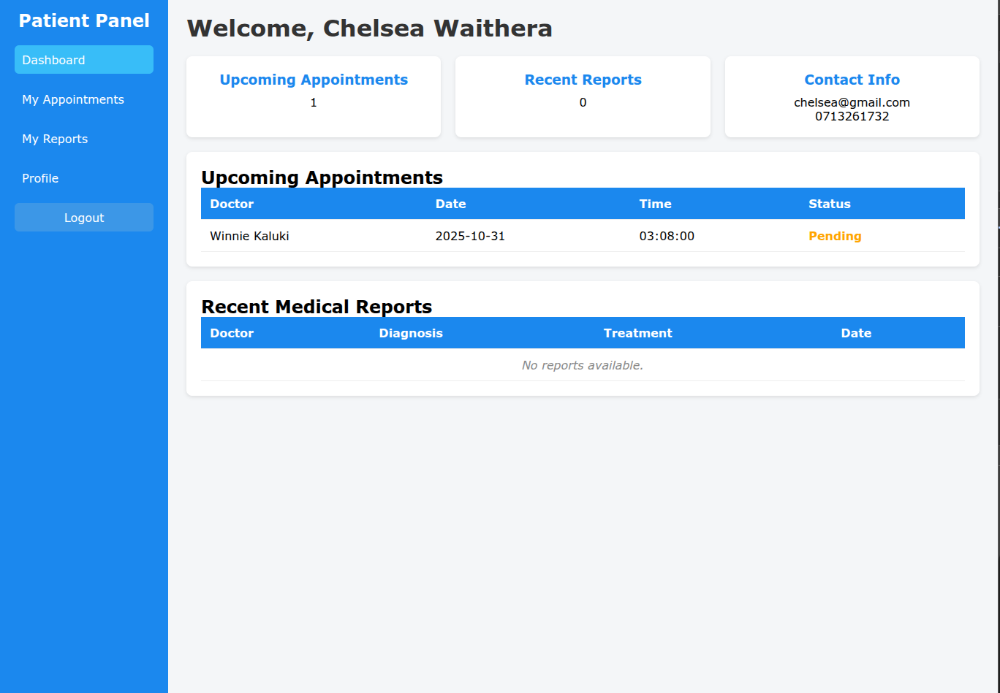 Patient Panel
Dashboard
My Appointments
My Reports
Profile
Logout
Welcome, Chelsea Waithera
Upcoming Appointments
1
Recent Reports
0
Contact Info
chelsea@gmail.com
0713261732
Upcoming Appointments
Doctor Date Time Status
Winnie Kaluki 2025-10-31 03:08:00 Pending
Recent Medical Reports
Doctor Diagnosis Treatment Date
No reports available.